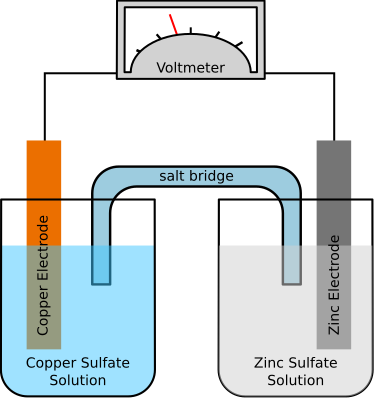 Voltmeter
salt bridge
Copper Electrode
Zinc Electrode
Copper Sulfate
Solution
Zinc Sulfate
Solution